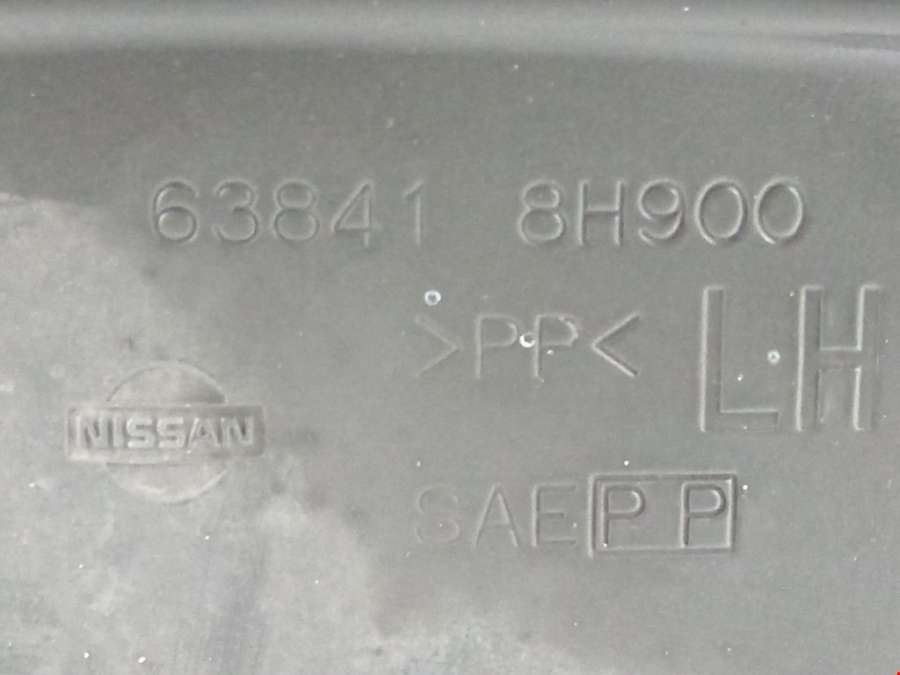 63841 8H900
>PP<
LH
NISSAN
SAE PP